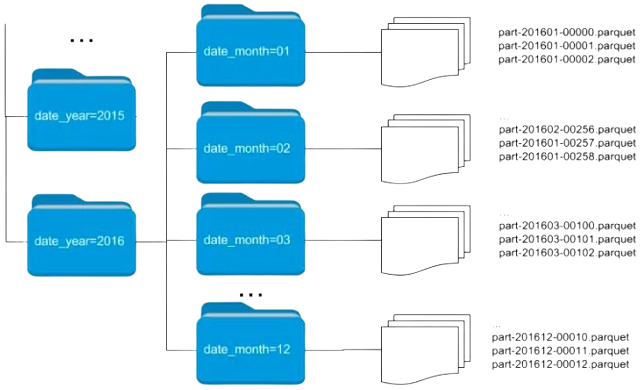 ...
date_year=2015
date_year=2016
date_month=01
part-201601-00000.parquet
part-201601-00001.parquet
part-201601-00002.parquet
date_month=02
...
part-201602-00256.parquet
part-201601-00257.parquet
part-201601-00258.parquet
date_month=03
...
part-201603-00100.parquet
part-201603-00101.parquet
part-201603-00102.parquet
...
date_month=12
...
part-201612-00010.parquet
part-201612-00011.parquet
part-201612-00012.parquet